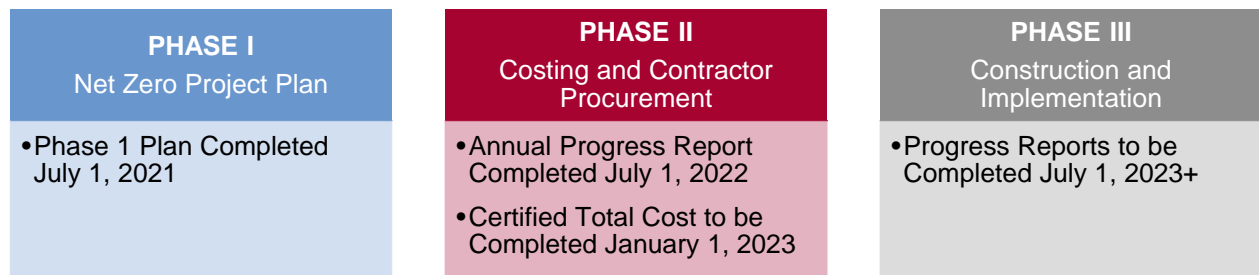 PHASE I
Net Zero Project Plan
•Phase 1 Plan Completed
July 1, 2021
PHASE II
Costing and Contractor
Procurement
•Annual Progress Report
Completed July 1, 2022
•Certified Total Cost to be
Completed January 1, 2023
PHASE III
Construction and
Implementation
•Progress Reports to be
Completed July 1, 2023+